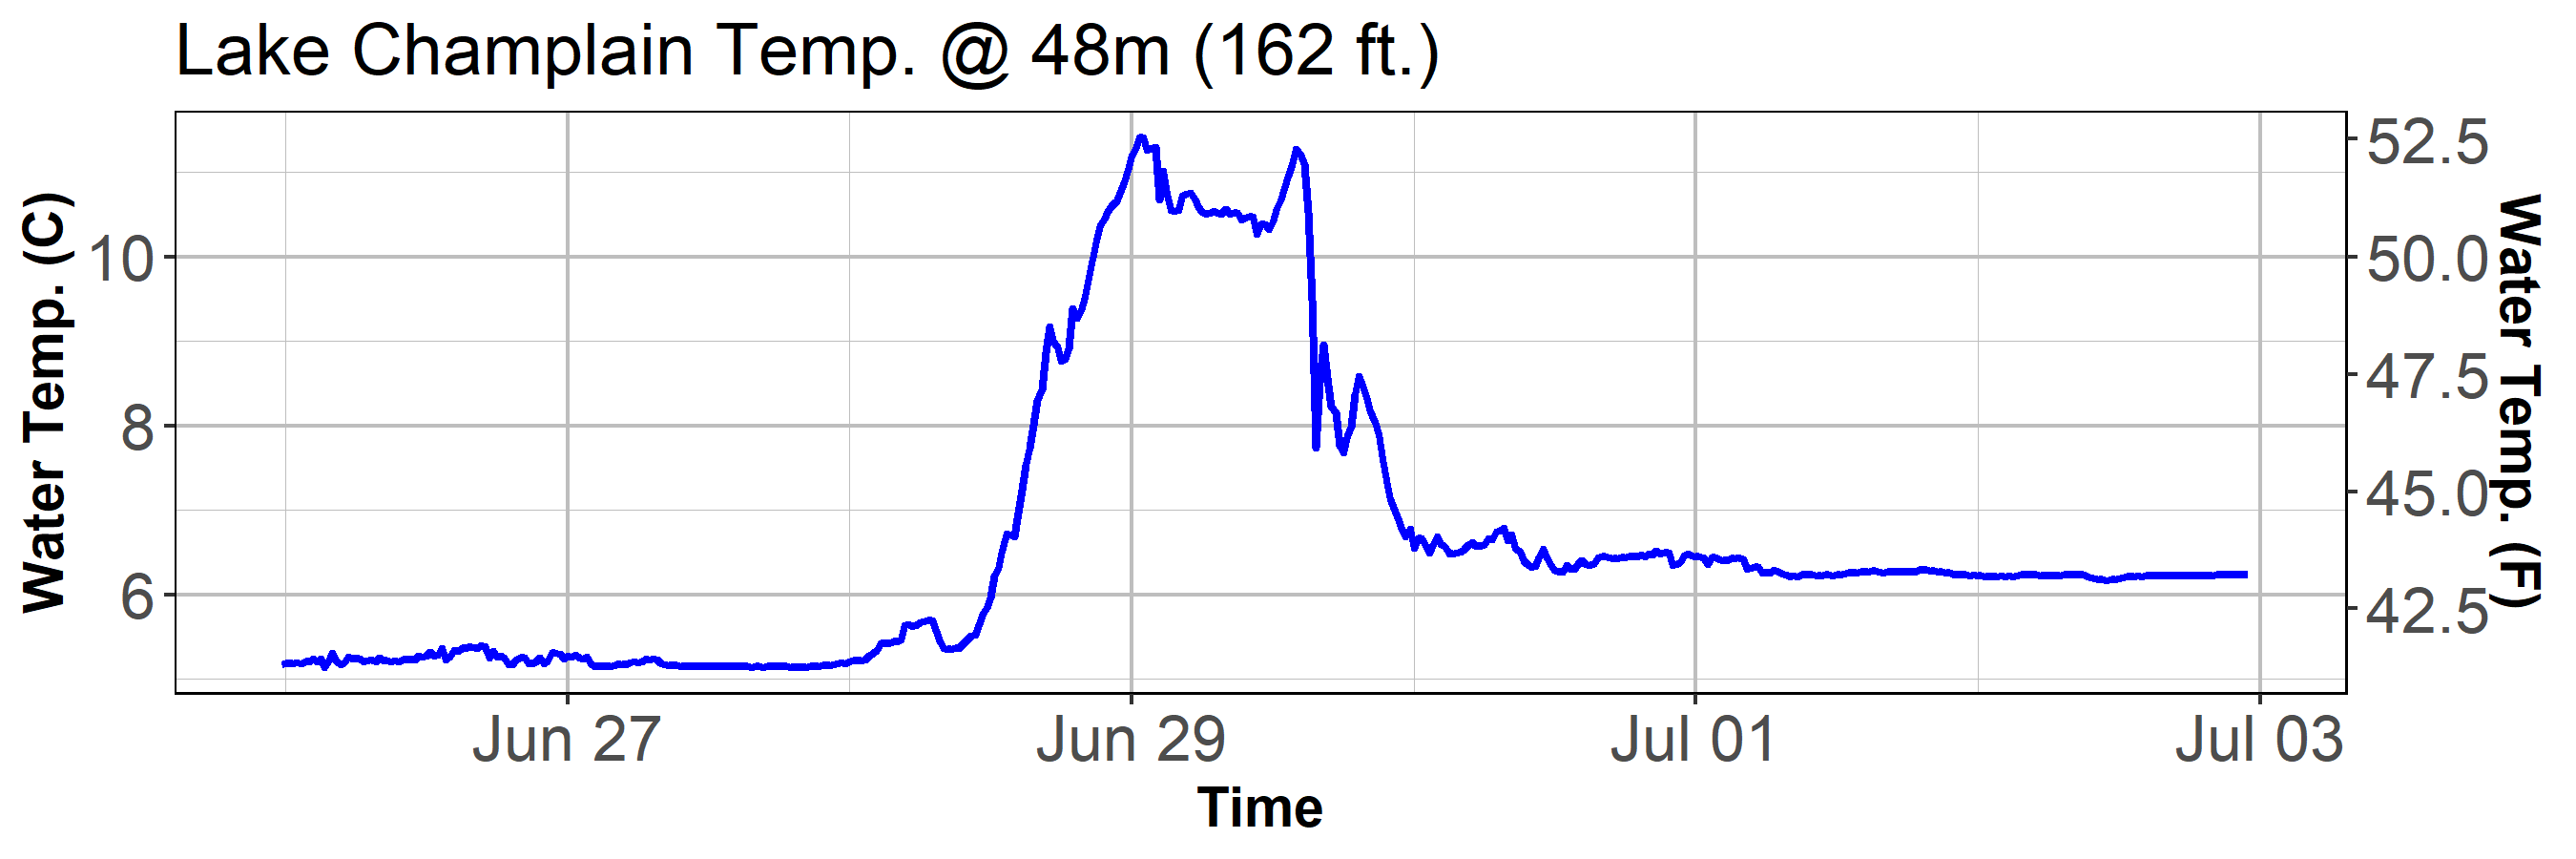 Lake Champlain Temp. @ 48m (162 ft.)
Water Temp. (C)
10
8
6
52.5
50.0
47.5
45.0
42.5
Water Temp. (F)
Jun 27
Jun 29
Jul 01
Jul 03
Time